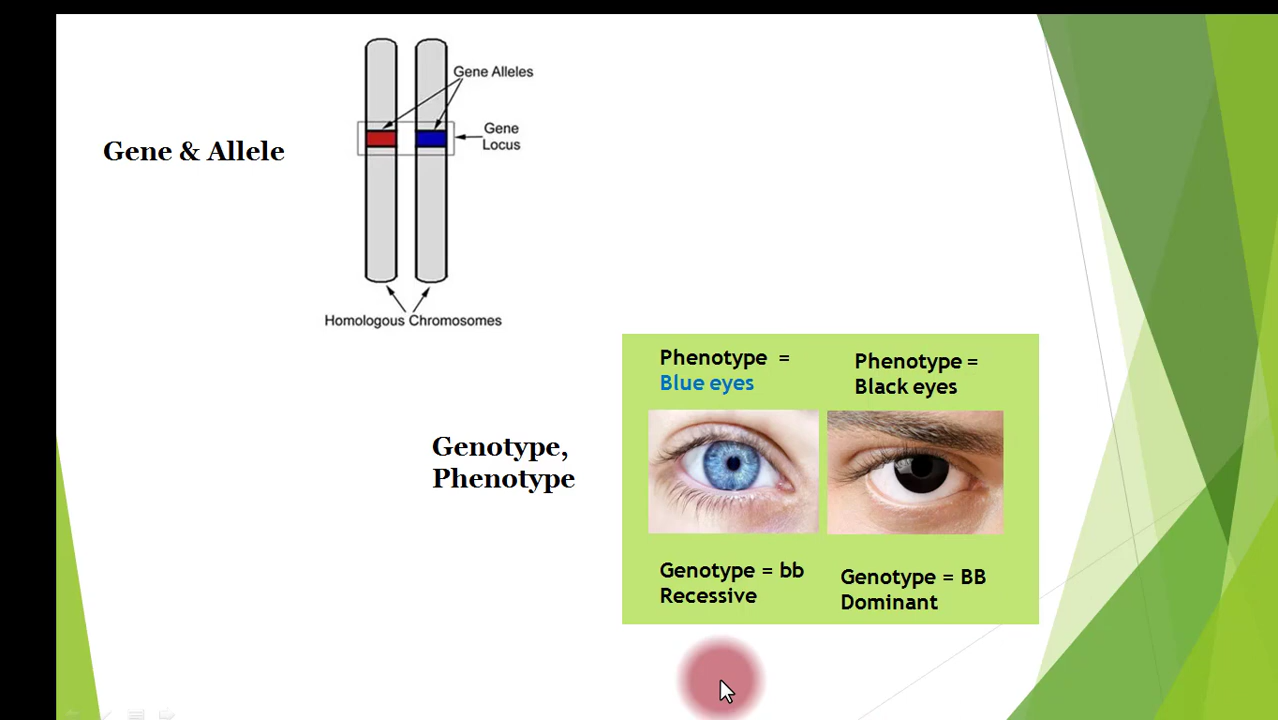 Gene Alleles
Gene & Allele
Gene
Locus
Homologous Chromosomes
Genotype,
Phenotype
Phenotype =
Blue eyes
Phenotype =
Black eyes
Genotype = bb
Recessive
Genotype = BB
Dominant